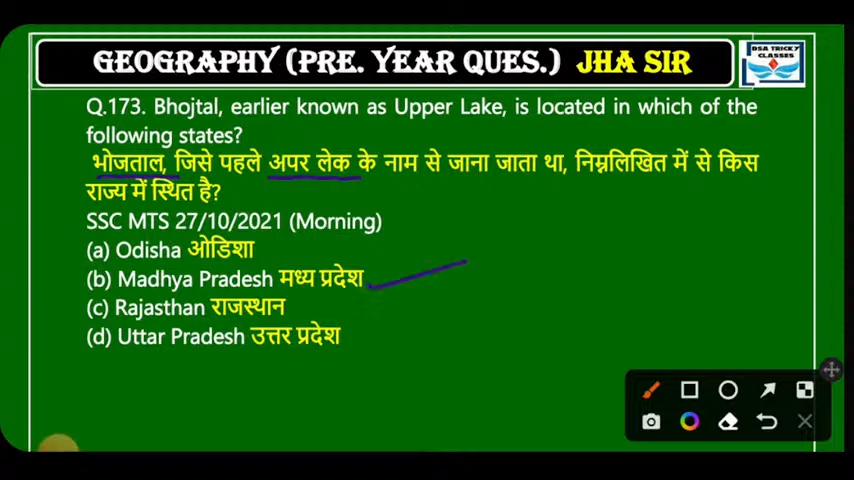 GEOGRAPHY (PRE. YEAR QUES.) JHA SIR
DSA TRICKY
CLASSES
Q.173. Bhojtal, earlier known as Upper Lake, is located in which of the
following states?
भोजताल, जिसे पहले अपर लेक के नाम से जाना जाता था, निम्नलिखित में से किस
राज्य में स्थित है?
SSC MTS 27/10/2021 (Morning)
(a) Odisha ओडिशा
(b) Madhya Pradesh मध्य प्रदेश
(c) Rajasthan राजस्थान
(d) Uttar Pradesh उत्तर प्रदेश